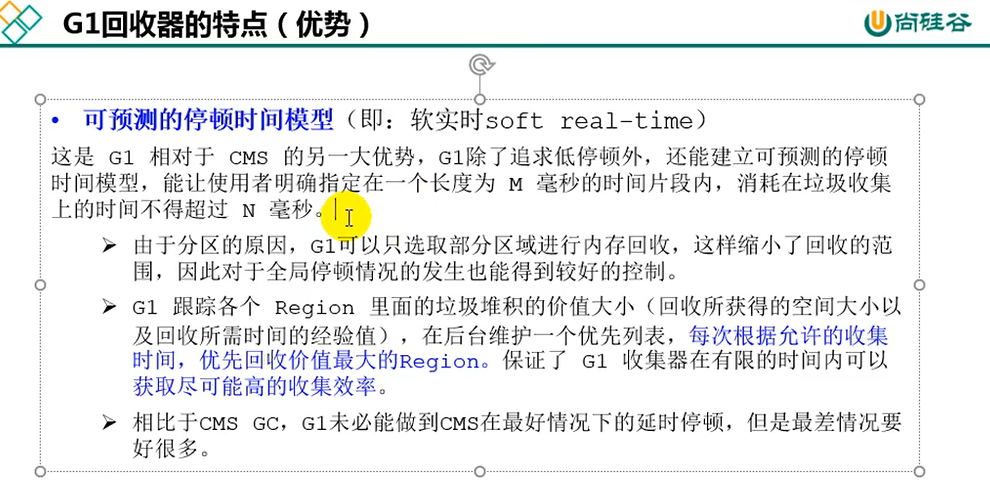 G1回收器的特点（优势）
尚硅谷
• 可预测的停顿时间模型（即：软实时soft real-time）
这是 G1 相对于 CMS 的另一大优势，G1除了追求低停顿外，还能建立可预测的停顿
时间模型，能让使用者明确指定在一个长度为 M 毫秒的时间片段内，消耗在垃圾收集
上的时间不得超过 N 毫秒。
➢ 由于分区的原因，G1可以只选取部分区域进行内存回收，这样缩小了回收的范
围，因此对于全局停顿情况的发生也能得到较好的控制。
➢ G1 跟踪各个 Region 里面的垃圾堆积的价值大小（回收所获得的空间大小以
及回收所需时间的经验值），在后台维护一个优先列表，每次根据允许的收集
时间，优先回收价值最大的Region。保证了 G1 收集器在有限的时间内可以
获取尽可能高的收集效率。
➢ 相比于CMS GC，G1未必能做到CMS在最好情况下的延时停顿，但是最差情况要
好很多。